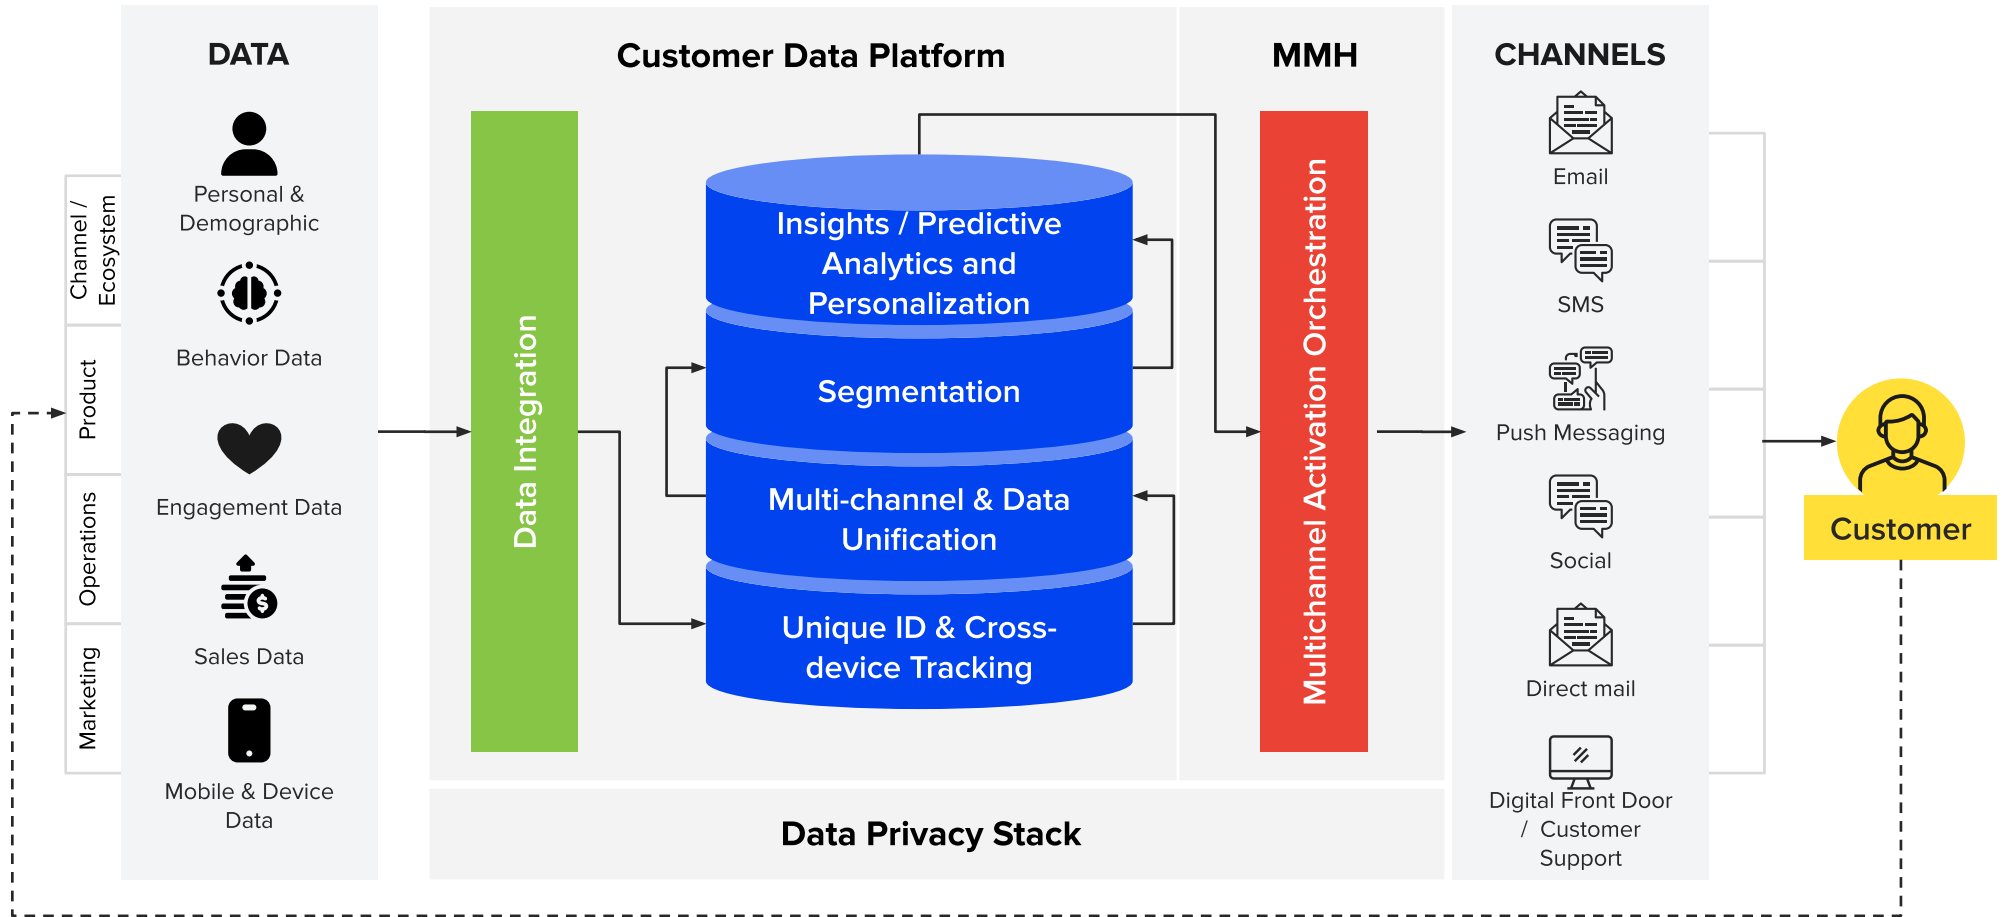 DATA
Customer Data Platform
MMH
CHANNELS
Channel /
Ecosystem
Product
Operations
Marketing
Personal &
Demographic
Behavior Data
Engagement Data
Sales Data
$
Mobile & Device
Data
Data Integration
Insights / Predictive
Analytics and
Personalization
Segmentation
Multi-channel & Data
Unification
Unique ID & Cross-
device Tracking
Multichannel Activation Orchestration
Email
SMS
Push Messaging
Social
Direct mail
Digital Front Door
/ Customer
Support
Customer
Data Privacy Stack